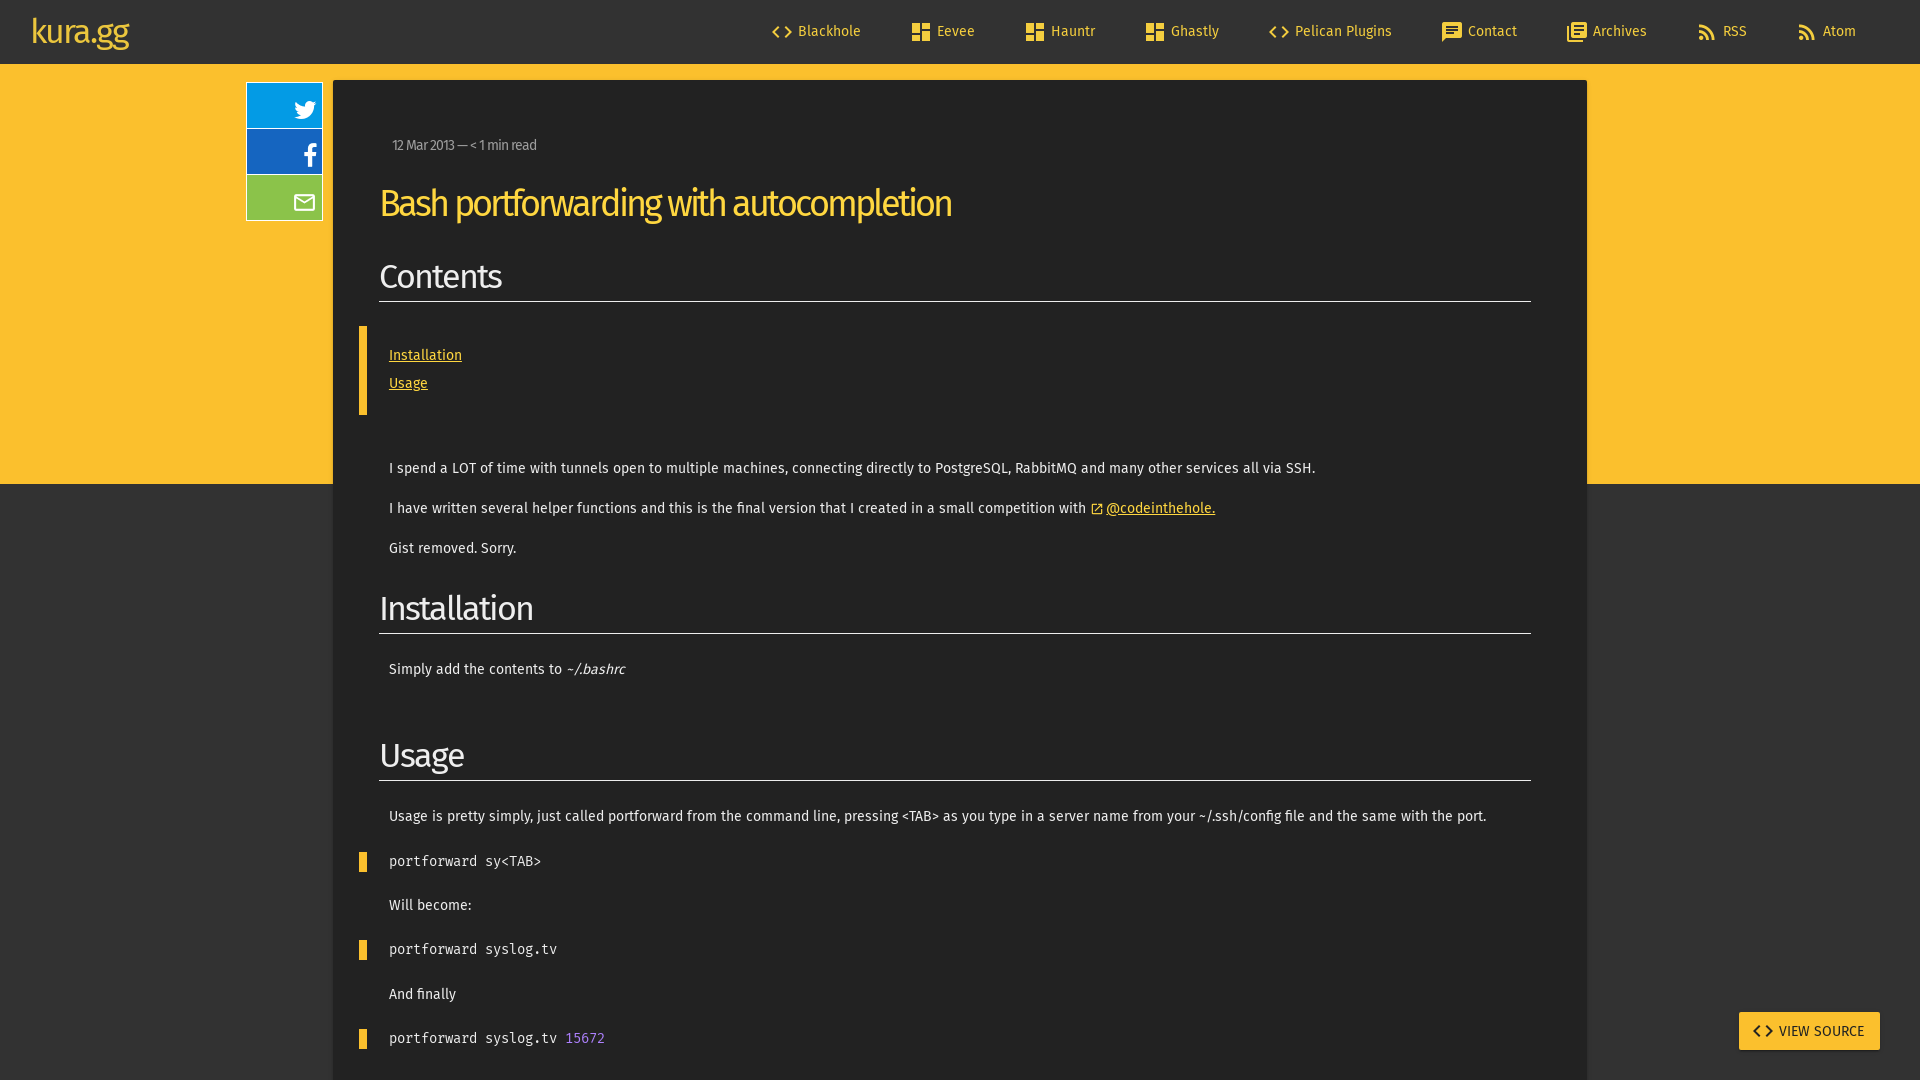 kura.gg
Blackhole
Eevee
Hauntr
Ghastly
Pelican Plugins
Contact
Archives
RSS
Atom
12 Mar 2013 — < 1 min read
Bash portforwarding with autocompletion
Contents
Installation
Usage
I spend a LOT of time with tunnels open to multiple machines, connecting directly to PostgreSQL, RabbitMQ and many other services all via SSH.
I have written several helper functions and this is the final version that I created in a small competition with @codeinthehole.
Gist removed. Sorry.
Installation
Simply add the contents to ~/.bashrc
Usage
Usage is pretty simply, just called portforward from the command line, pressing <TAB> as you type in a server name from your ~/.ssh/config file and the same with the port.
portforward sy<TAB>
Will become:
portforward syslog.tv
And finally
portforward syslog.tv 15672
VIEW SOURCE